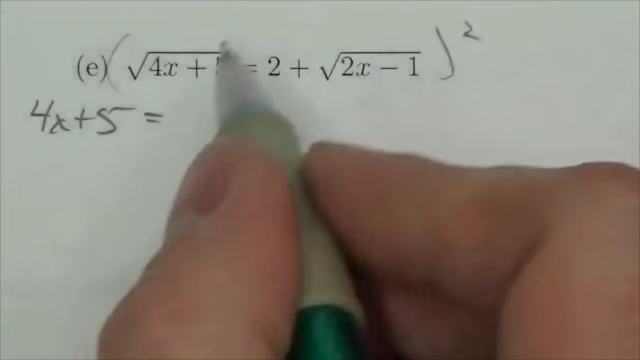 (e) ( √4x + = 2 + √2x − 1 )²
4x+5 =